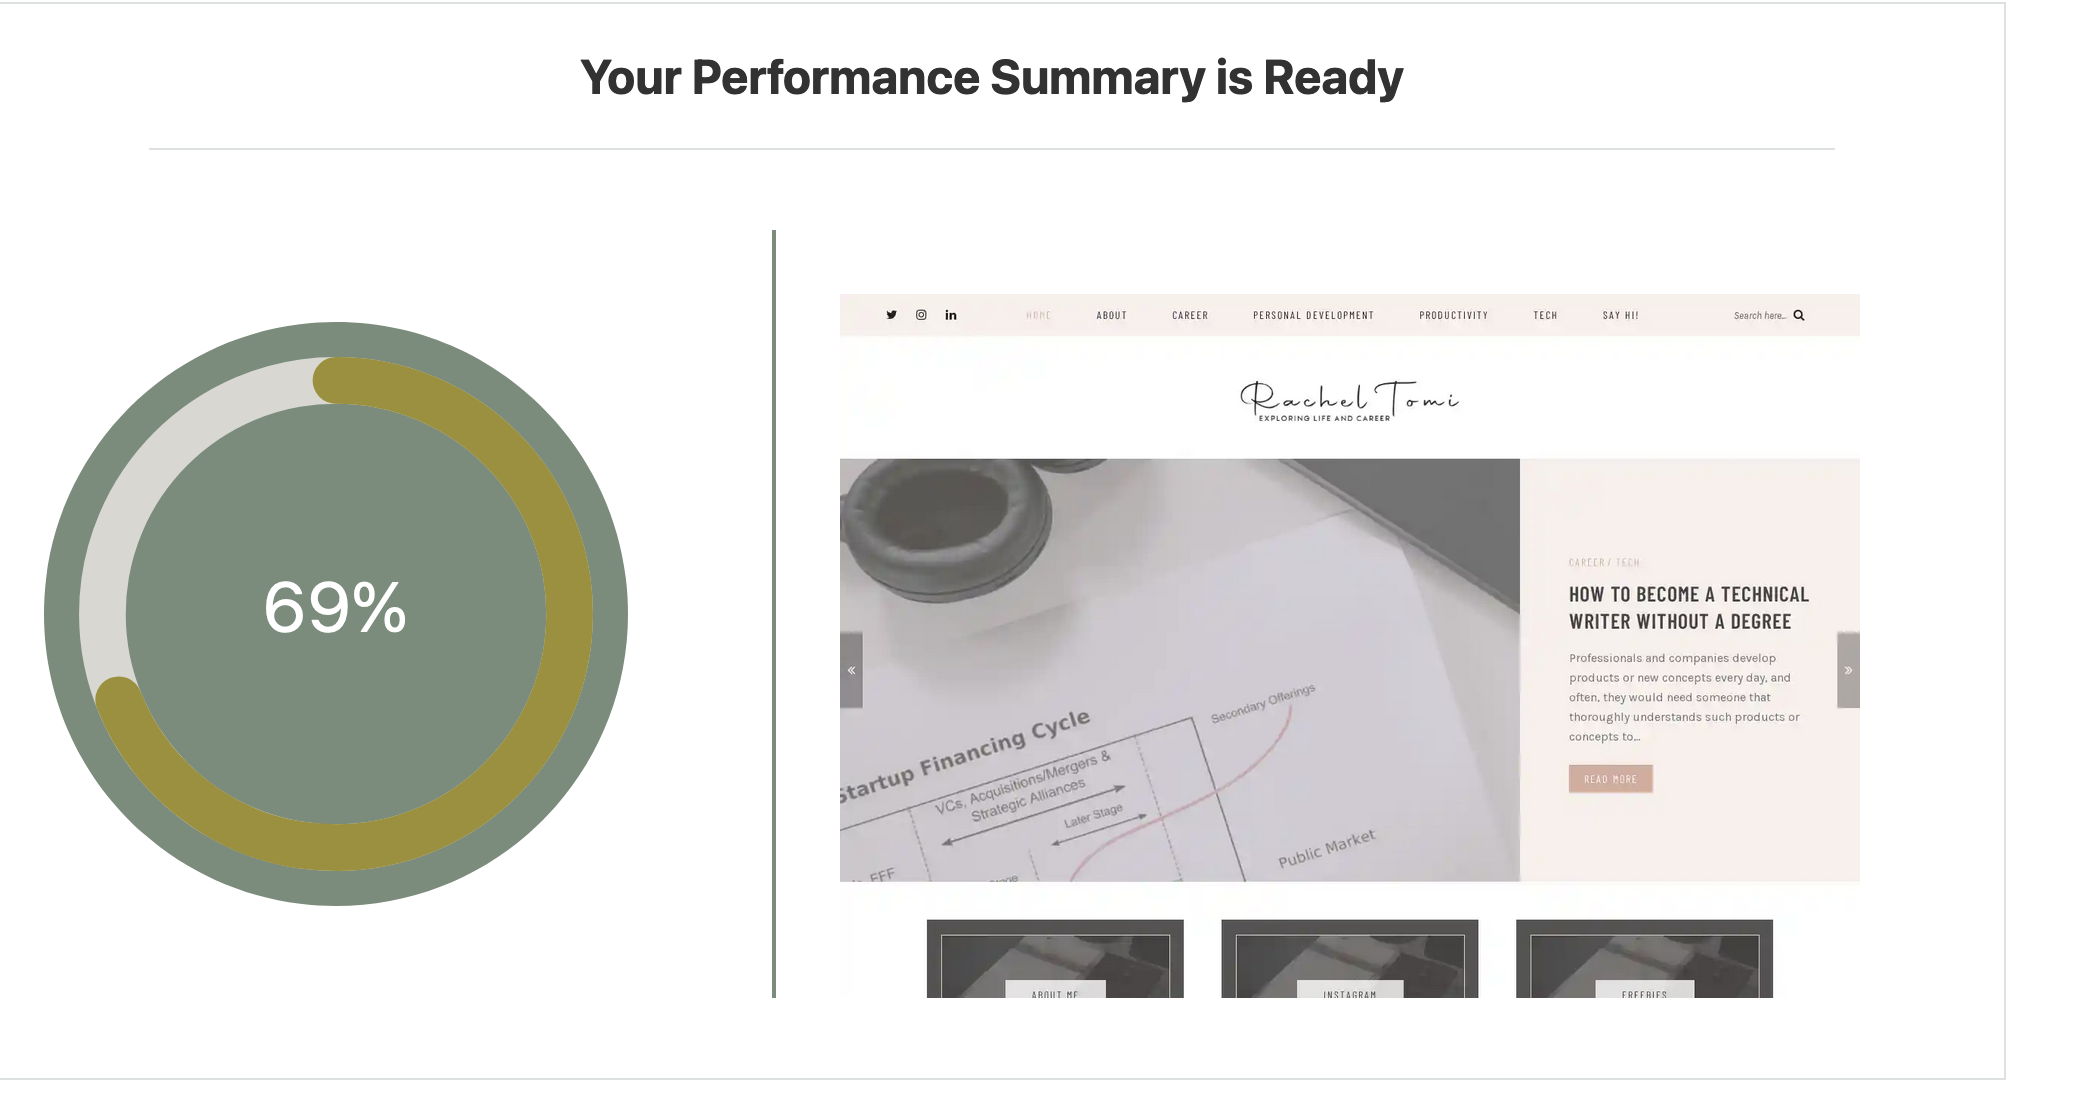 Your Performance Summary is Ready
69%
HOME ABOUT CAREER PERSONAL DEVELOPMENT PRODUCTIVITY TECH SAY HI! Search here...
Rachel Tomi
EXPLORING LIFE AND CAREER
CAREER / TECH
HOW TO BECOME A TECHNICAL
WRITER WITHOUT A DEGREE
Professionals and companies develop
products or new concepts every day, and
often, they would need someone that
thoroughly understands such products or
concepts to...
READ MORE
Startup Financing Cycle
Secondary Offerings
VCs, Acquisitions/Mergers &
Strategic Alliances
Later Stage
Public Market
FFF
ABOUT ME INSTAGRAM FREEBIES